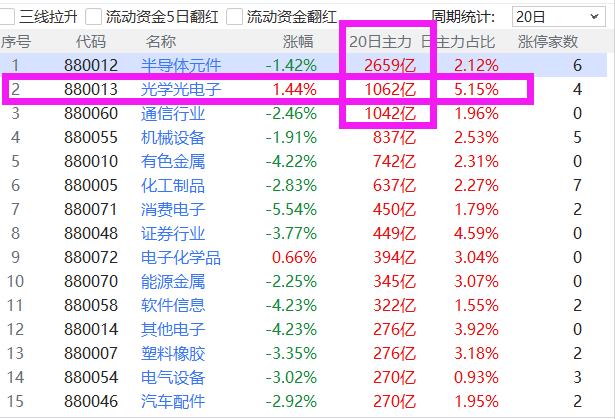 三线拉升 流动资金5日翻红 流动资金翻红 周期统计: 20日
序号 代码 名称 涨幅 20日主力 日主力占比 涨停家数
1 880012 半导体元件 -1.42% 2659亿 2.12% 6
2 880013 光学光电子 1.44% 1062亿 5.15% 4
3 880060 通信行业 -2.46% 1042亿 1.96% 0
4 880055 机械设备 -1.91% 837亿 2.53% 5
5 880010 有色金属 -4.22% 742亿 2.31% 0
6 880005 化工制品 -2.83% 637亿 2.27% 7
7 880071 消费电子 -5.54% 450亿 1.79% 2
8 880048 证券行业 -3.77% 449亿 4.59% 0
9 880072 电子化学品 0.66% 394亿 3.04% 0
10 880070 能源金属 -2.25% 345亿 3.07% 0
11 880058 软件信息 -4.23% 322亿 1.55% 2
12 880014 其他电子 -4.23% 276亿 3.92% 0
13 880007 塑料橡胶 -3.35% 276亿 3.18% 2
14 880054 电气设备 -3.02% 270亿 0.93% 3
15 880046 汽车配件 -2.92% 270亿 1.97% 2